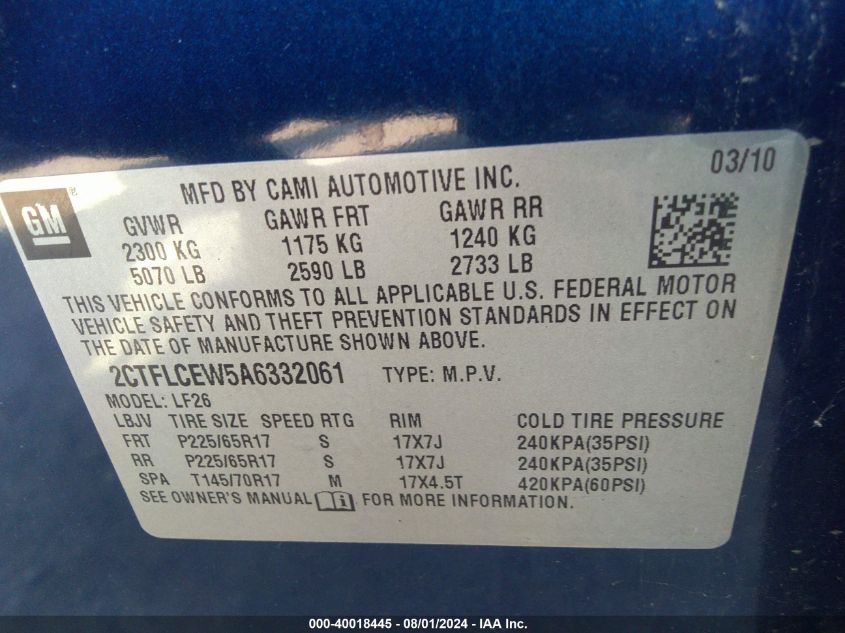 03/10
GM ®
MFD BY CAMI AUTOMOTIVE INC.
GVWR GAWR FRT GAWR RR
2300 KG 1175 KG 1240 KG
5070 LB 2590 LB 2733 LB
THIS VEHICLE CONFORMS TO ALL APPLICABLE U.S. FEDERAL MOTOR
VEHICLE SAFETY AND THEFT PREVENTION STANDARDS IN EFFECT ON
THE DATE OF MANUFACTURE SHOWN ABOVE.
2CTFLCEW5A6332061 TYPE: M.P.V.
MODEL: LF26
LBJV TIRE SIZE SPEED RTG RIM COLD TIRE PRESSURE
FRT P225/65R17 S 17X7J 240KPA(35PSI)
RR P225/65R17 S 17X7J 240KPA(35PSI)
SPA T145/70R17 M 17X4.5T 420KPA(60PSI)
SEE OWNER'S MANUAL i FOR MORE INFORMATION.
000-40018445 - 08/01/2024 - IAA Inc.